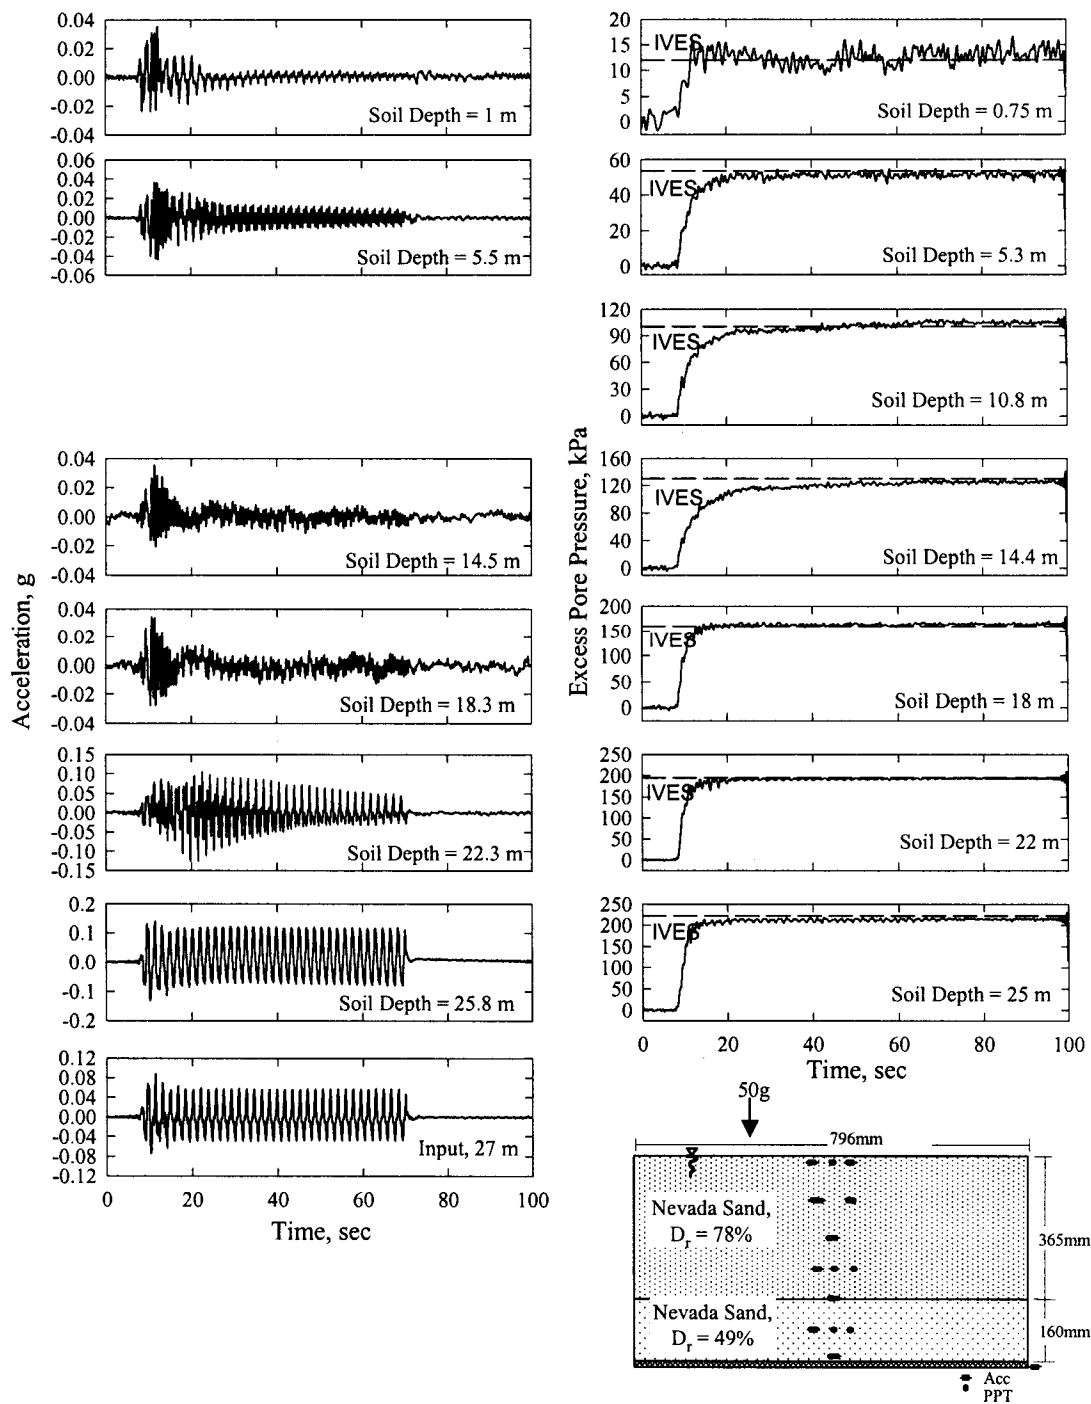 0.04
0.02
0.00
-0.02
-0.04
Soil Depth = 1 m
0.06
0.04
0.02
0.00
-0.02
-0.04
-0.06
Soil Depth = 5.5 m
0.04
0.02
0.00
-0.02
-0.04
Soil Depth = 14.5 m
0.04
0.02
0.00
-0.02
-0.04
Soil Depth = 18.3 m
0.15
0.10
0.05
0.00
-0.05
-0.10
-0.15
Soil Depth = 22.3 m
0.2
0.1
0.0
-0.1
-0.2
Soil Depth = 25.8 m
0.12
0.08
0.04
0.00
-0.04
-0.08
-0.12
Input, 27 m
0 20 40 60 80 100
Time, sec
Acceleration, g
20
15
10
5
0
IVES
Soil Depth = 0.75 m
60
40
20
0
IVES
Soil Depth = 5.3 m
120
90
60
30
0
IVES
Soil Depth = 10.8 m
160
120
80
40
0
IVES
Soil Depth = 14.4 m
200
150
100
50
0
IVES
Soil Depth = 18 m
250
200
150
100
50
0
IVES
Soil Depth = 22 m
250
200
150
100
50
0
IVES
Soil Depth = 25 m
0 20 40 60 80 100
Time, sec
Excess Pore Pressure, kPa
50g
796mm
Nevada Sand,
Dr = 78%
365mm
Nevada Sand,
Dr = 49%
160mm
Acc
PPT